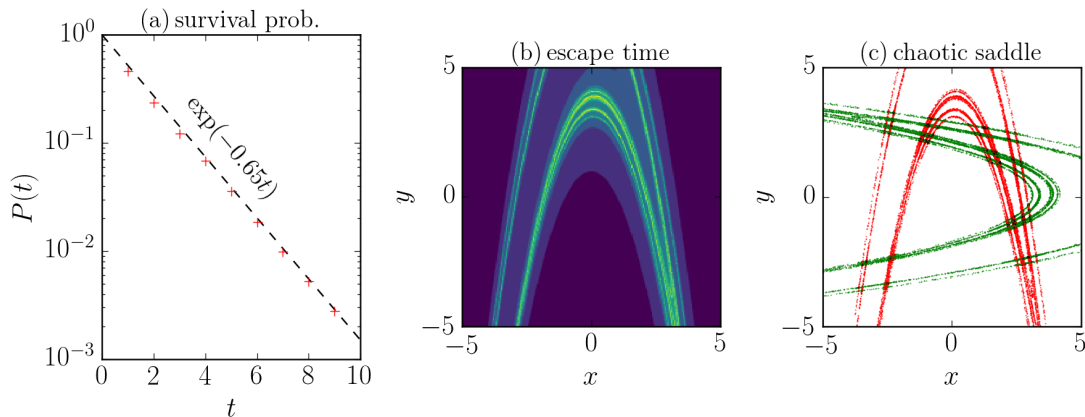 (a) survival prob.
10^0
10^{-1}
10^{-2}
10^{-3}
P(t)
exp(−0.65t)
0 2 4 6 8 10
t
(b) escape time
5
0
−5
y
−5 0 5
x
(c) chaotic saddle
5
0
−5
y
−5 0 5
x